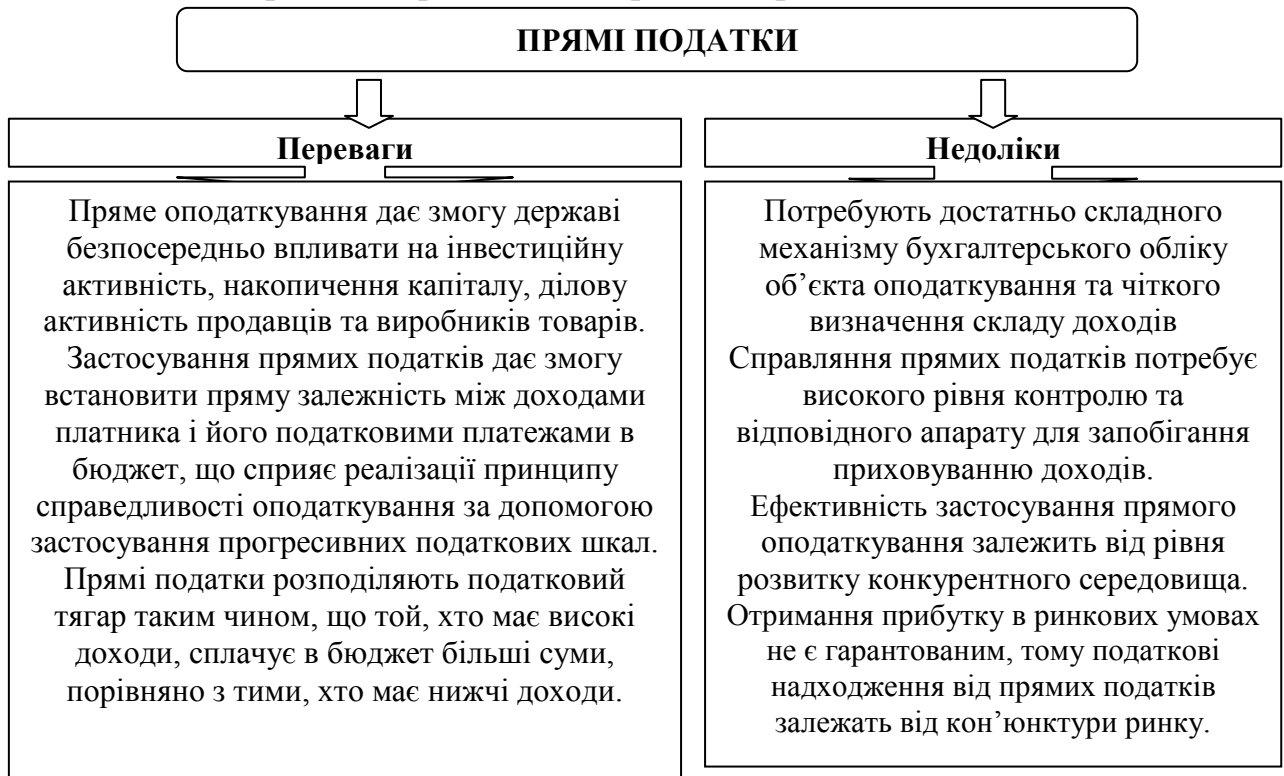 ПРЯМІ ПОДАТКИ
Переваги
Пряме оподаткування дає змогу державі
безпосередньо впливати на інвестиційну
активність, накопичення капіталу, ділову
активність продавців та виробників товарів.
Застосування прямих податків дає змогу
встановити пряму залежність між доходами
платника і його податковими платежами в
бюджет, що сприяє реалізації принципу
справедливості оподаткування за допомогою
застосування прогресивних податкових шкал.
Прямі податки розподіляють податковий
тягар таким чином, що той, хто має високі
доходи, сплачує в бюджет більші суми,
порівняно з тими, хто має нижчі доходи.
Недоліки
Потребують достатньо складного
механізму бухгалтерського обліку
об’єкта оподаткування та чіткого
визначення складу доходів
Справляння прямих податків потребує
високого рівня контролю та
відповідного апарату для запобігання
приховуванню доходів.
Ефективність застосування прямого
оподаткування залежить від рівня
розвитку конкурентного середовища.
Отримання прибутку в ринкових умовах
не є гарантованим, тому податкові
надходження від прямих податків
залежать від кон’юнктури ринку.